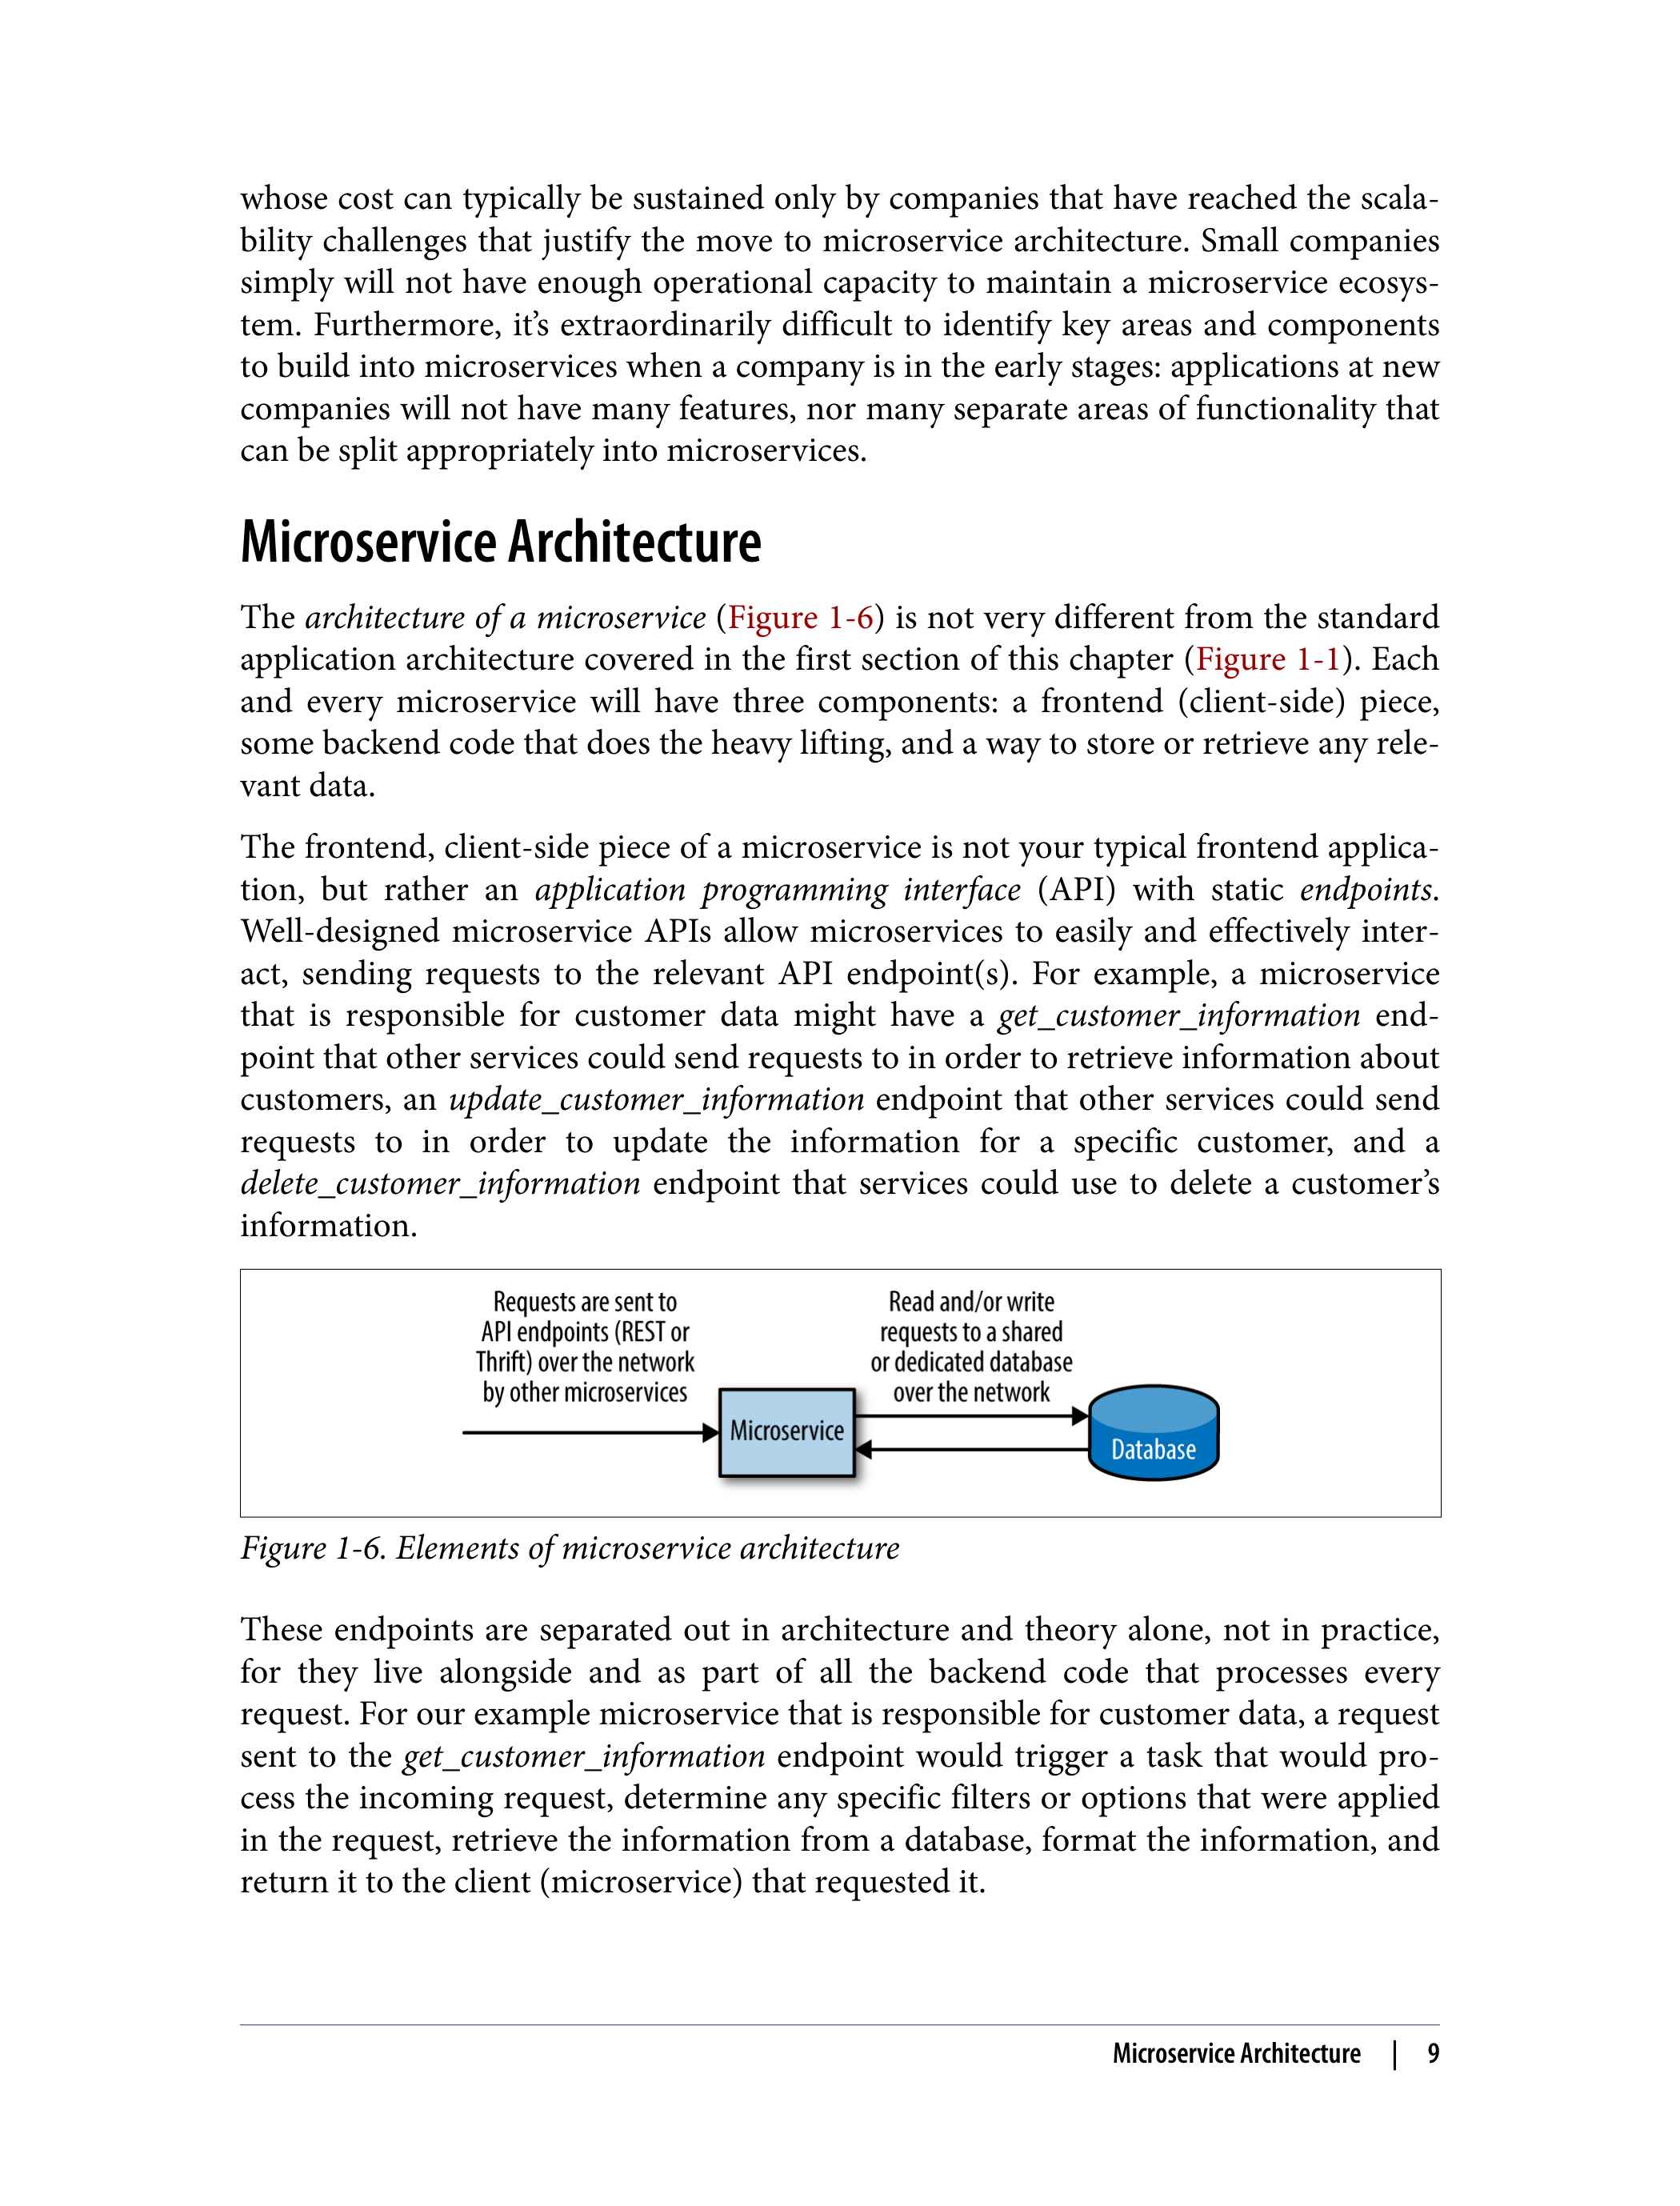 whose cost can typically be sustained only by companies that have reached the scala-
bility challenges that justify the move to microservice architecture. Small companies
simply will not have enough operational capacity to maintain a microservice ecosys-
tem. Furthermore, it’s extraordinarily difficult to identify key areas and components
to build into microservices when a company is in the early stages: applications at new
companies will not have many features, nor many separate areas of functionality that
can be split appropriately into microservices.
Microservice Architecture
The architecture of a microservice (Figure 1-6) is not very different from the standard
application architecture covered in the first section of this chapter (Figure 1-1). Each
and every microservice will have three components: a frontend (client-side) piece,
some backend code that does the heavy lifting, and a way to store or retrieve any rele-
vant data.
The frontend, client-side piece of a microservice is not your typical frontend applica-
tion, but rather an application programming interface (API) with static endpoints.
Well-designed microservice APIs allow microservices to easily and effectively inter-
act, sending requests to the relevant API endpoint(s). For example, a microservice
that is responsible for customer data might have a get_customer_information end-
point that other services could send requests to in order to retrieve information about
customers, an update_customer_information endpoint that other services could send
requests to in order to update the information for a specific customer, and a
delete_customer_information endpoint that services could use to delete a customer’s
information.
Requests are sent to
API endpoints (REST or
Thrift) over the network
by other microservices
Read and/or write
requests to a shared
or dedicated database
over the network
Microservice
Database
Figure 1-6. Elements of microservice architecture
These endpoints are separated out in architecture and theory alone, not in practice,
for they live alongside and as part of all the backend code that processes every
request. For our example microservice that is responsible for customer data, a request
sent to the get_customer_information endpoint would trigger a task that would pro-
cess the incoming request, determine any specific filters or options that were applied
in the request, retrieve the information from a database, format the information, and
return it to the client (microservice) that requested it.
Microservice Architecture | 9